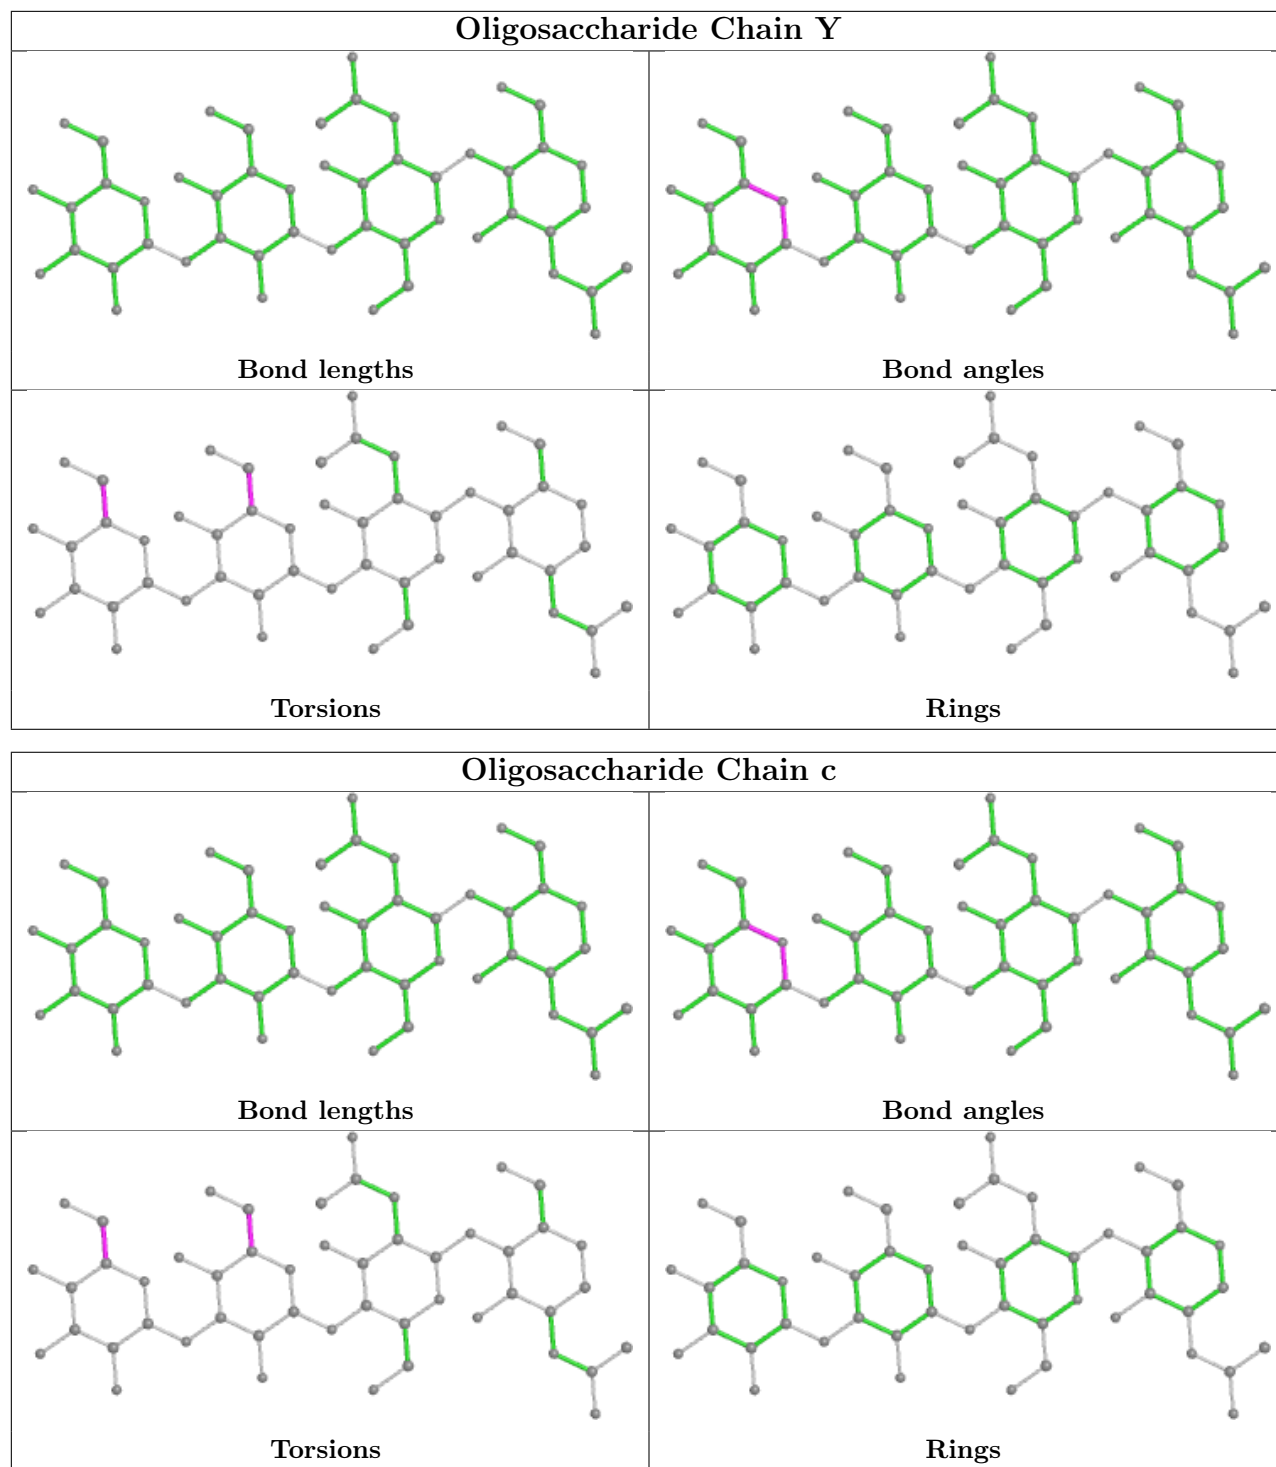 Oligosaccharide Chain Y
Bond lengths
Bond angles
Torsions
Rings
Oligosaccharide Chain c
Bond lengths
Bond angles
Torsions
Rings